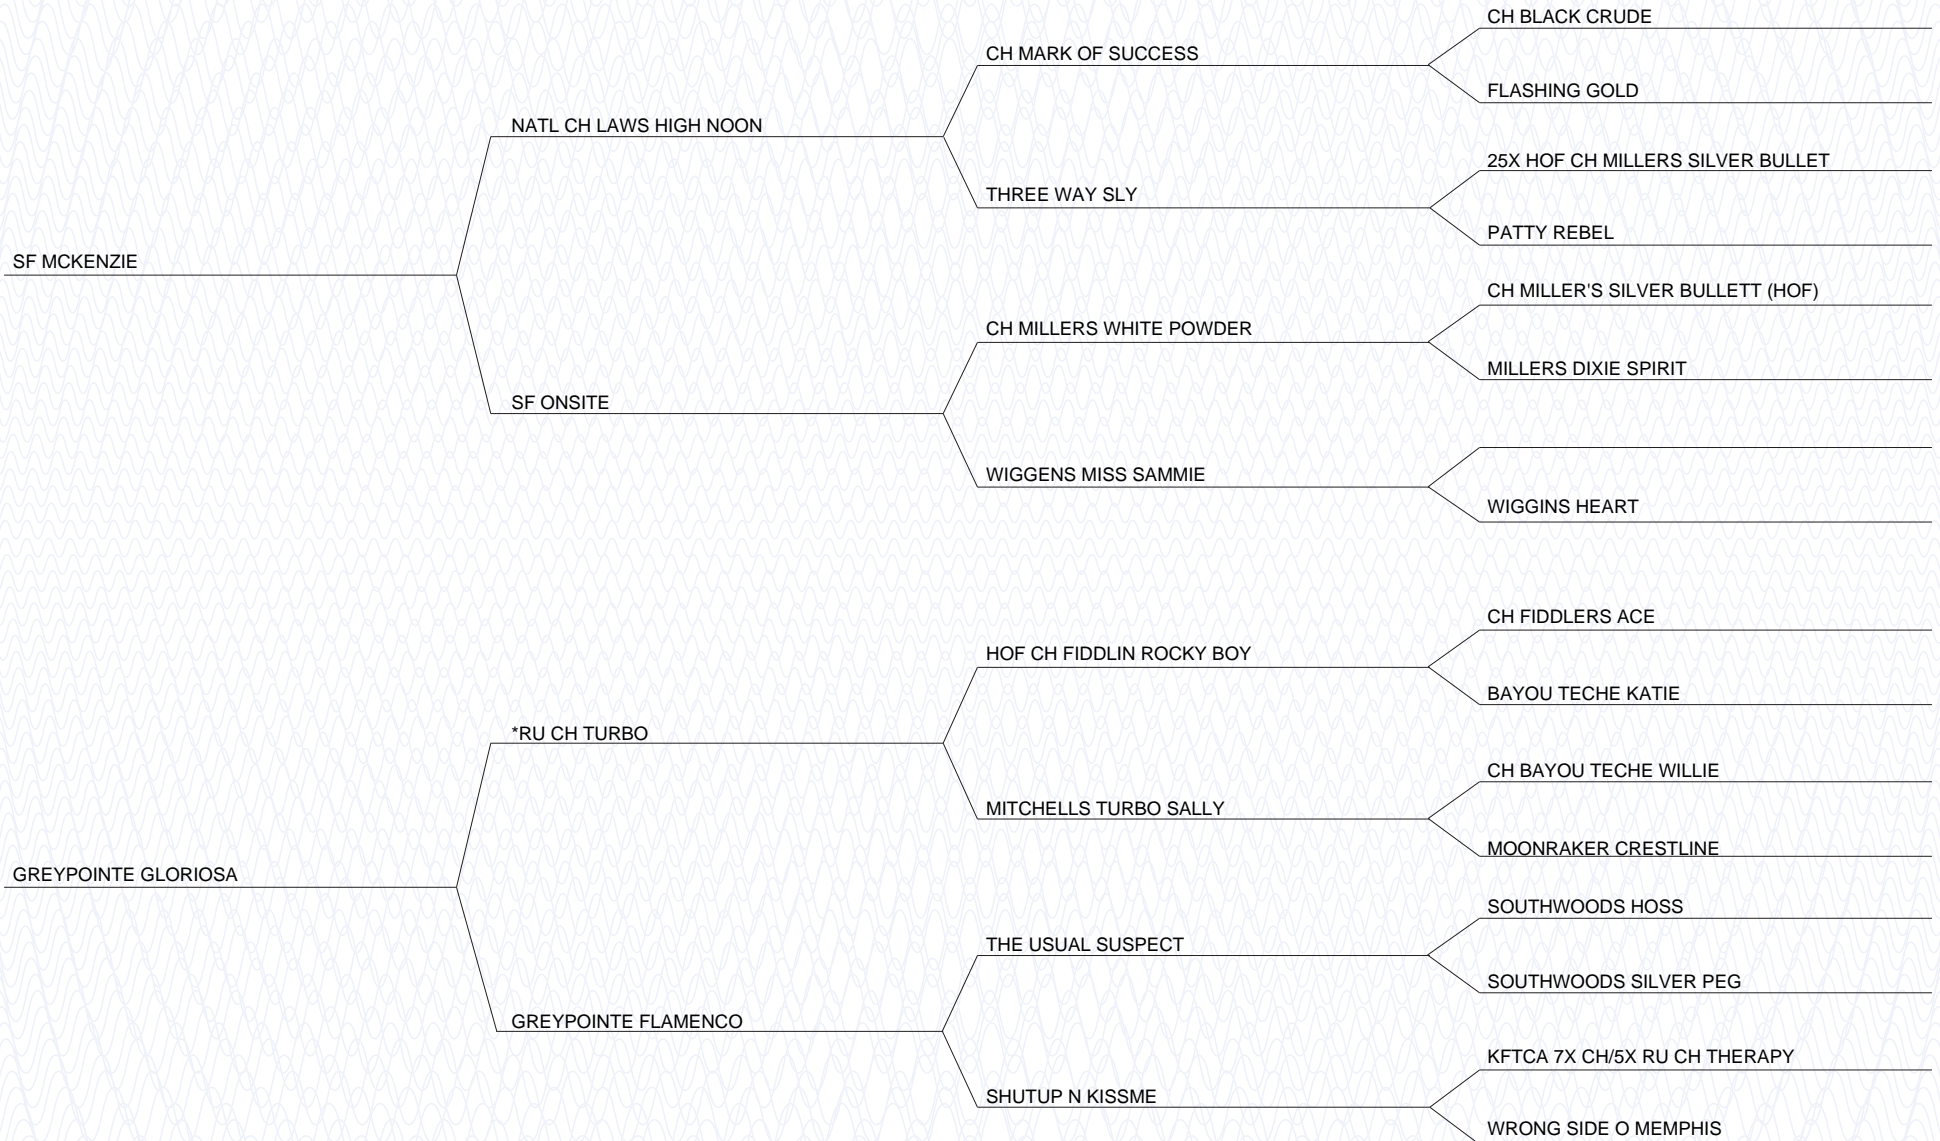 CH BLACK CRUDE
CH MARK OF SUCCESS
FLASHING GOLD
NATL CH LAWS HIGH NOON
25X HOF CH MILLERS SILVER BULLET
THREE WAY SLY
PATTY REBEL
SF MCKENZIE
CH MILLER'S SILVER BULLETT (HOF)
CH MILLERS WHITE POWDER
MILLERS DIXIE SPIRIT
SF ONSITE
WIGGENS MISS SAMMIE
WIGGINS HEART
CH FIDDLERS ACE
HOF CH FIDDLIN ROCKY BOY
BAYOU TECHE KATIE
*RU CH TURBO
CH BAYOU TECHE WILLIE
MITCHELLS TURBO SALLY
MOONRAKER CRESTLINE
GREYPOINTE GLORIOSA
SOUTHWOODS HOSS
THE USUAL SUSPECT
SOUTHWOODS SILVER PEG
GREYPOINTE FLAMENCO
KFTCA 7X CH/5X RU CH THERAPY
SHUTUP N KISSME
WRONG SIDE O MEMPHIS